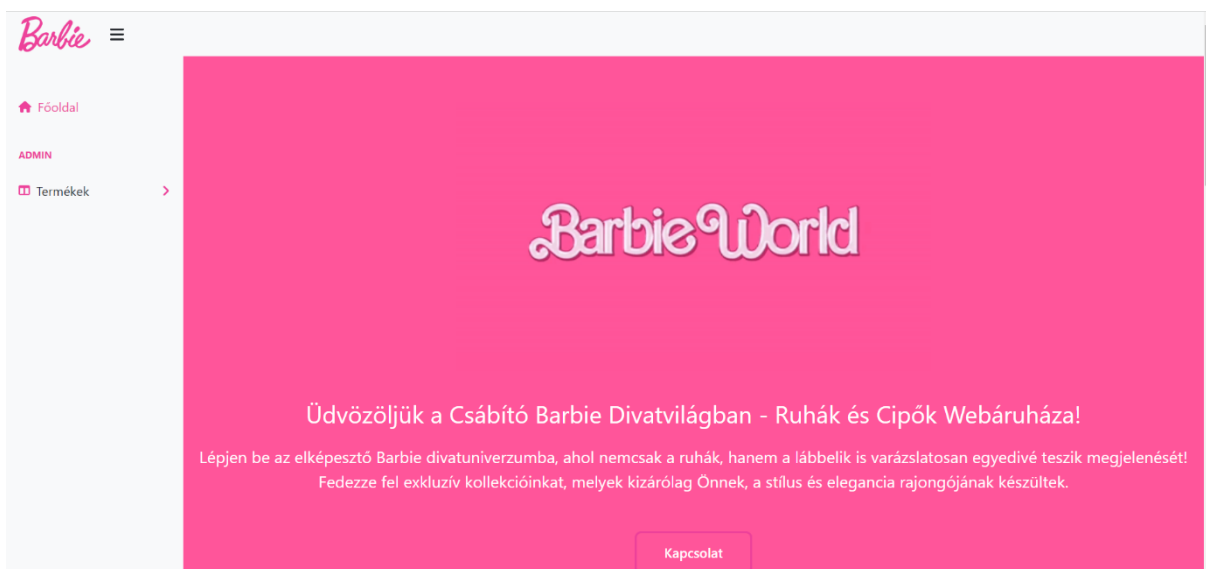 Barbie
Főoldal
ADMIN
Termékek
Barbie World
Üdvözöljük a Csábító Barbie Divatvilágban - Ruhák és Cipők Webáruháza!
Lépjen be az elképesztő Barbie divatuniverzumba, ahol nemcsak a ruhák, hanem a lábbelik is varázslatosan egyedivé teszik megjelenését!
Fedezze fel exkluzív kollekcióinkat, melyek kizárólag Önnek, a stílus és elegancia rajongójának készültek.
Kapcsolat